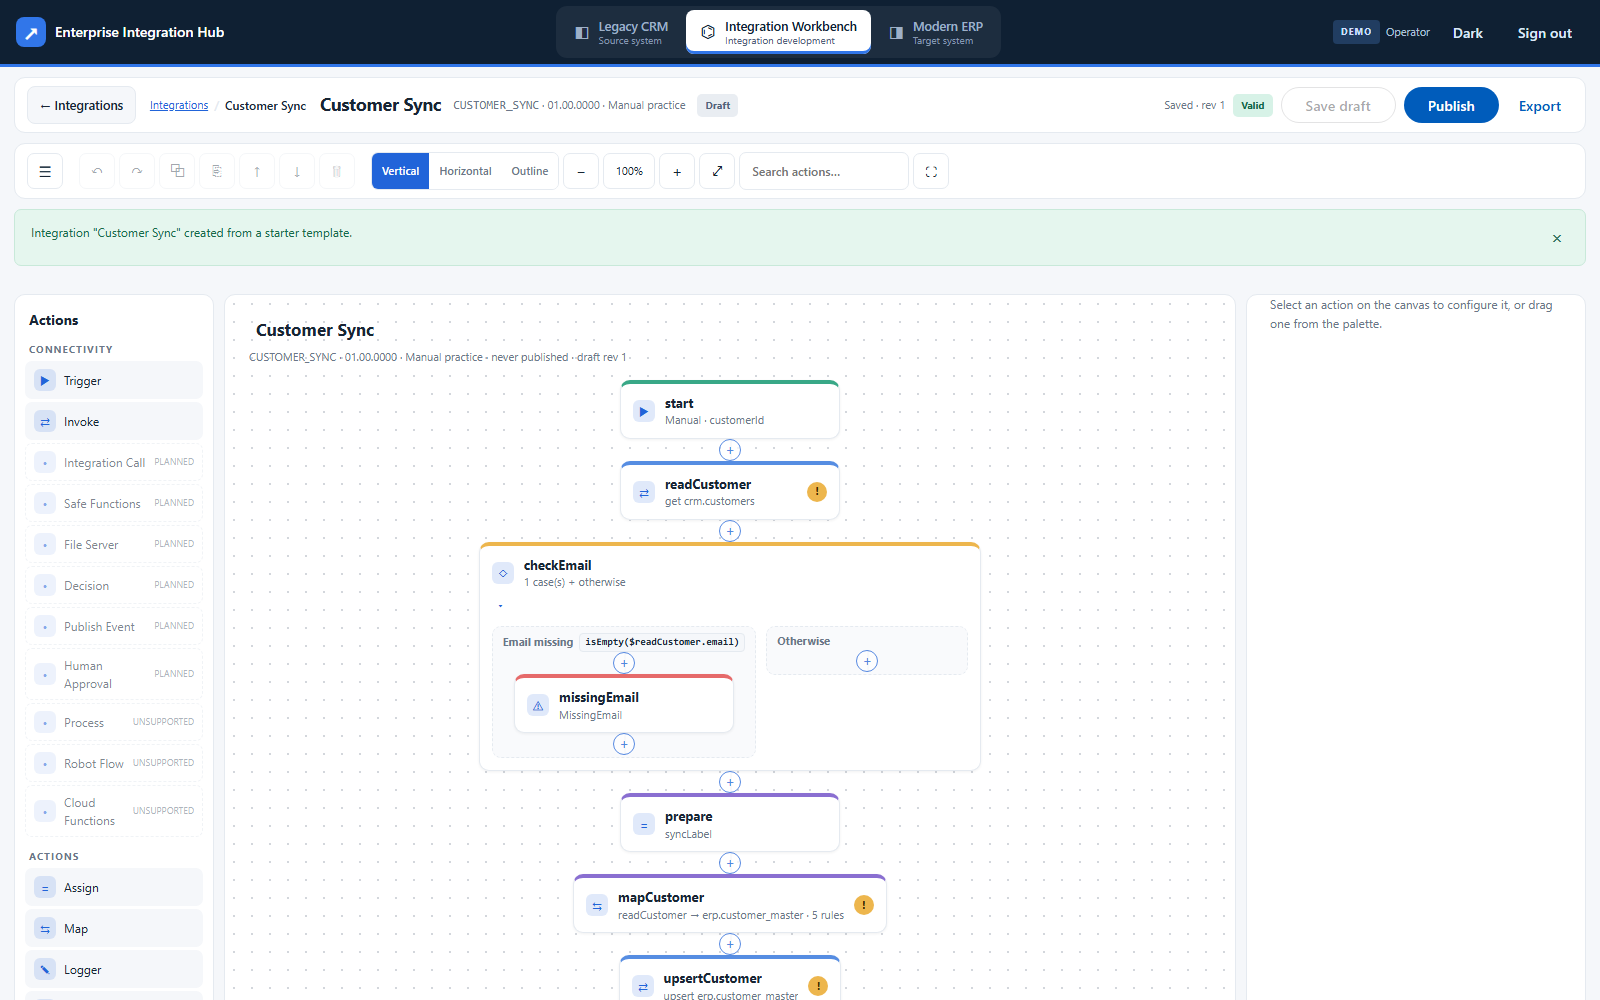 Enterprise Integration Hub
Legacy CRM
Source system
Integration Workbench
Integration development
Modern ERP
Target system
DEMO
Operator
Dark
Sign out
← Integrations
Integrations / Customer Sync
Customer Sync
CUSTOMER_SYNC · 01.00.0000 · Manual practice
Draft
Saved · rev 1
Valid
Save draft
Publish
Export
Vertical
Horizontal
Outline
−
100%
+
Search actions...
Integration "Customer Sync" created from a starter template.
×
Actions
CONNECTIVITY
Trigger
Invoke
Integration Call PLANNED
Safe Functions PLANNED
File Server PLANNED
Decision PLANNED
Publish Event PLANNED
Human
Approval
PLANNED
Process UNSUPPORTED
Robot Flow UNSUPPORTED
Cloud
Functions
UNSUPPORTED
ACTIONS
Assign
Map
Logger
Customer Sync
CUSTOMER_SYNC · 01.00.0000 · Manual practice · never published · draft rev 1
start
Manual · customerId
+
readCustomer
get crm.customers
!
+
checkEmail
1 case(s) + otherwise
Email missing isEmpty($readCustomer.email)
+
missingEmail
MissingEmail
+
Otherwise
+
+
prepare
syncLabel
+
mapCustomer
readCustomer → erp.customer_master · 5 rules
!
+
upsertCustomer
upsert erp.customer_master
!
Select an action on the canvas to configure it, or drag
one from the palette.